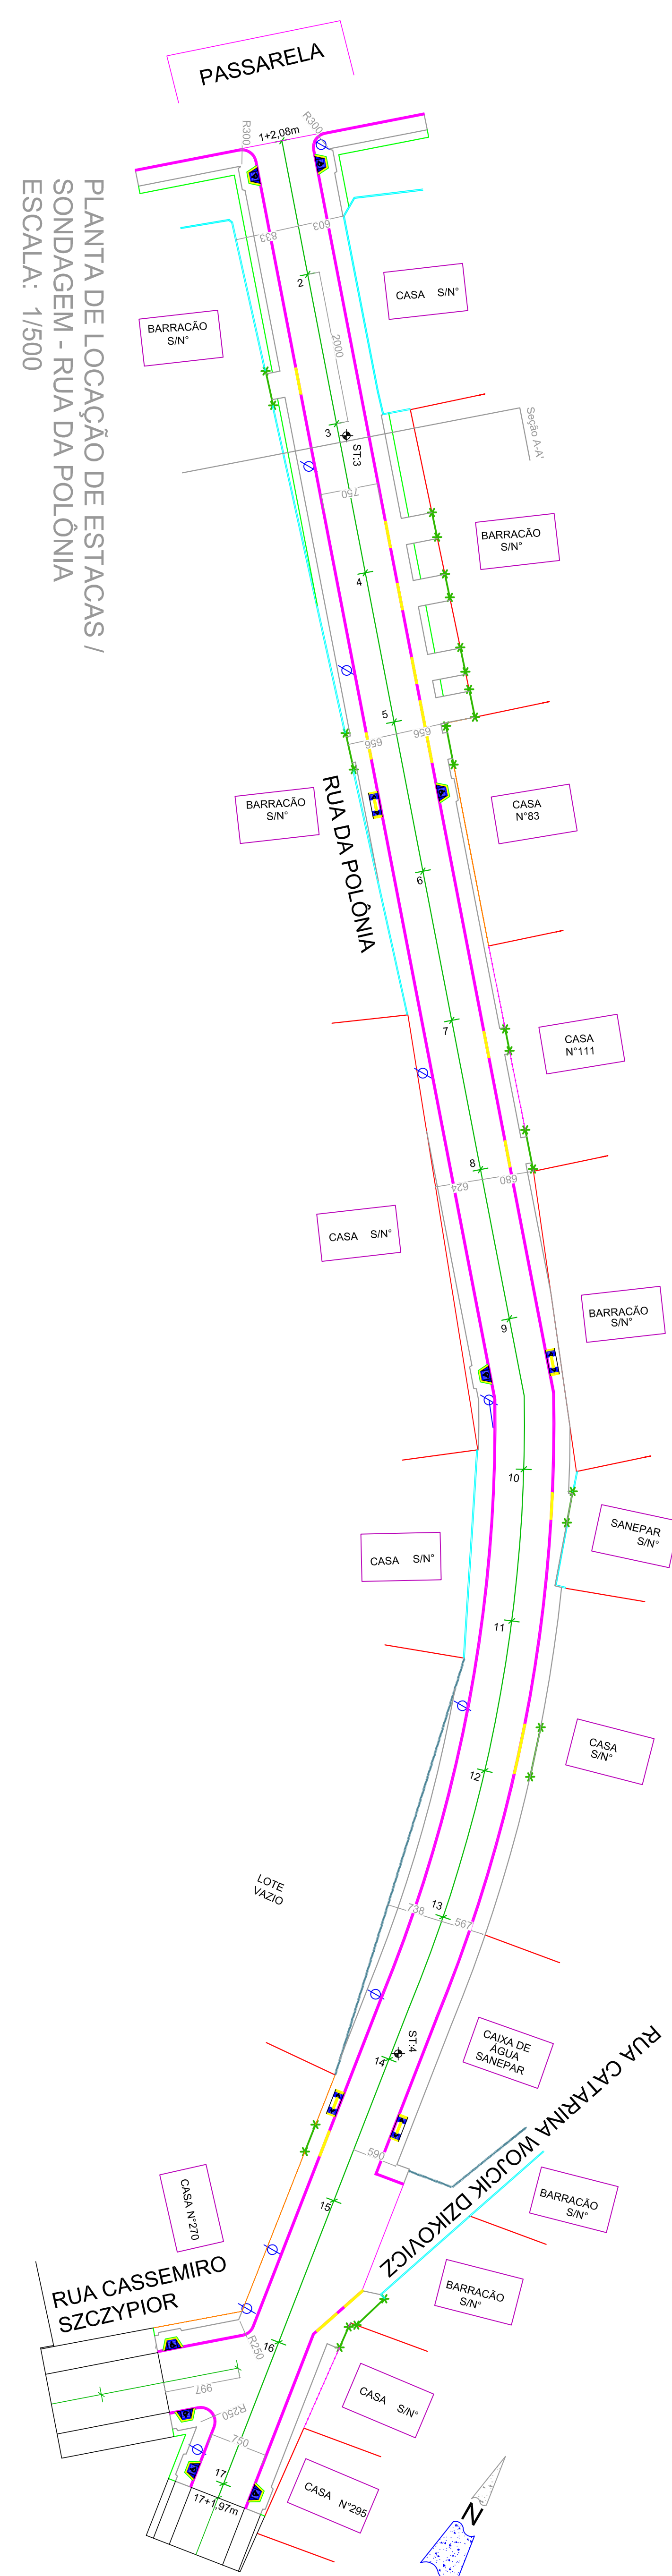 PASSARELA
R300
R300
1+2,08m
PLANTA DE LOCAÇÃO DE ESTACAS /
SONDAGEM - RUA DA POLÔNIA
ESCALA: 1/500
833
603
2
CASA S/N°
BARRACÃO
S/N°
2000
3
ST:3
Seção A-A'
750
BARRACÃO
S/N°
4
5
656
656
BARRACÃO
S/N°
RUA DA POLÔNIA
CASA
N°83
6
7
CASA
N°111
8
624
680
CASA S/N°
9
BARRACÃO
S/N°
10
SANEPAR
S/N°
CASA S/N°
11
CASA
S/N°
12
LOTE
VAZIO
13
738
567
ST:4
14
CAIXA DE
ÁGUA
SANEPAR
RUA CATARINA WOJCIK DZIKOVICZ
590
15
CASA N°270
BARRACÃO
S/N°
BARRACÃO
S/N°
RUA CASSEMIRO
SZCZYPIOR
R250
16
997
R250
750
CASA S/N°
17
17+1,97m
CASA N°295
N